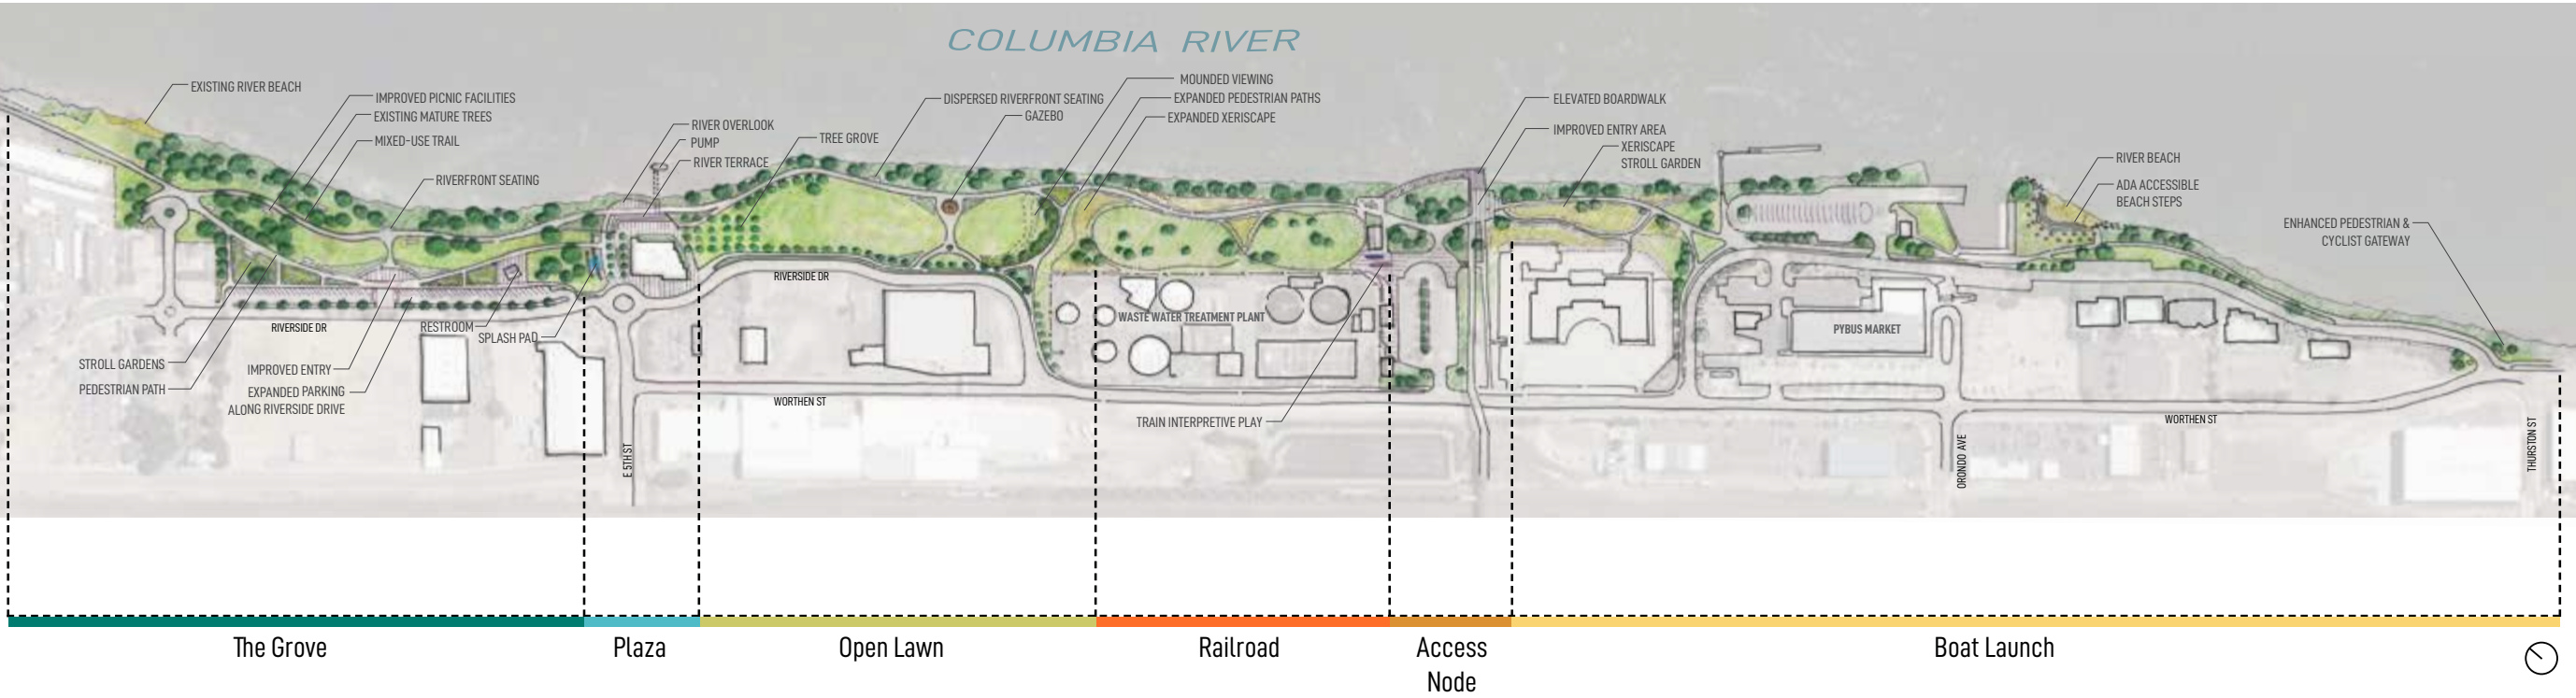 COLUMBIA RIVER
EXISTING RIVER BEACH
IMPROVED PICNIC FACILITIES
EXISTING MATURE TREES
MIXED-USE TRAIL
RIVERFRONT SEATING
RIVER OVERLOOK
PUMP
RIVER TERRACE
TREE GROVE
DISPERSED RIVERFRONT SEATING
GAZEBO
MOUNDED VIEWING
EXPANDED PEDESTRIAN PATHS
EXPANDED XERISCAPE
ELEVATED BOARDWALK
IMPROVED ENTRY AREA
XERISCAPE
STROLL GARDEN
RIVER BEACH
ADA ACCESSIBLE
BEACH STEPS
ENHANCED PEDESTRIAN &
CYCLIST GATEWAY
RIVERSIDE DR
RIVERSIDE DR
RESTROOM
SPLASH PAD
WASTE WATER TREATMENT PLANT
PYBUS MARKET
STROLL GARDENS
PEDESTRIAN PATH
IMPROVED ENTRY
EXPANDED PARKING
ALONG RIVERSIDE DRIVE
WORTHEN ST
TRAIN INTERPRETIVE PLAY
WORTHEN ST
E 5TH ST
ORONDO AVE
THURSTON ST
The Grove
Plaza
Open Lawn
Railroad
Access
Node
Boat Launch